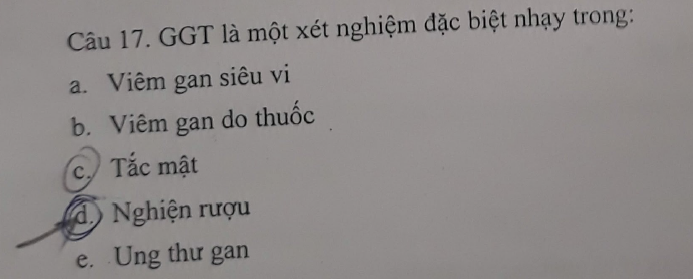 Câu 17. GGT là một xét nghiệm đặc biệt nhạy trong:
a. Viêm gan siêu vi
b. Viêm gan do thuốc
c. Tắc mật
d. Nghiện rượu
e. Ung thư gan